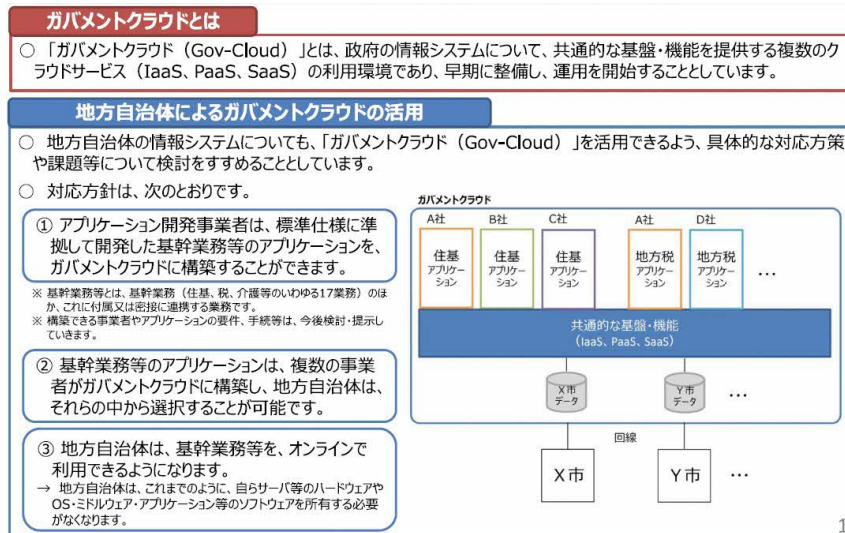 ガバメントクラウドとは
○ 「ガバメントクラウド（Gov-Cloud）」とは、政府の情報システムについて、共通的な基盤・機能を提供する複数のク
ラウドサービス（IaaS、PaaS、SaaS）の利用環境であり、早期に整備し、運用を開始することとしています。
地方自治体によるガバメントクラウドの活用
○ 地方自治体の情報システムについても、「ガバメントクラウド（Gov-Cloud）」を活用できるよう、具体的な対応方策
や課題等について検討をすすめることとしています。
○ 対応方針は、次のとおりです。
① アプリケーション開発事業者は、標準仕様に準
拠して開発した基幹業務等のアプリケーションを、
ガバメントクラウドに構築することができます。
※ 基幹業務等とは、基幹業務（住基、税、介護等のいわゆる17業務）のほ
か、これに付属又は密接に連携する業務です。
※ 構築できる事業者やアプリケーションの要件、手続等は、今後検討・提示し
ていきます。
② 基幹業務等のアプリケーションは、複数の事業
者がガバメントクラウドに構築し、地方自治体は、
それらの中から選択することが可能です。
③ 地方自治体は、基幹業務等を、オンラインで
利用できるようになります。
→ 地方自治体は、これまでのように、自らサーバ等のハードウェアや
OS・ミドルウェア・アプリケーション等のソフトウェアを所有する必要
がなくなります。
ガバメントクラウド
A社 B社 C社 A社 D社
住基 住基 住基 地方税 地方税
アプリケー アプリケー アプリケー アプリケー アプリケー
ション ション ション ション ション
…
共通的な基盤・機能
（IaaS、PaaS、SaaS）
X市 Y市
データ データ
…
回線
X市 Y市 …
1